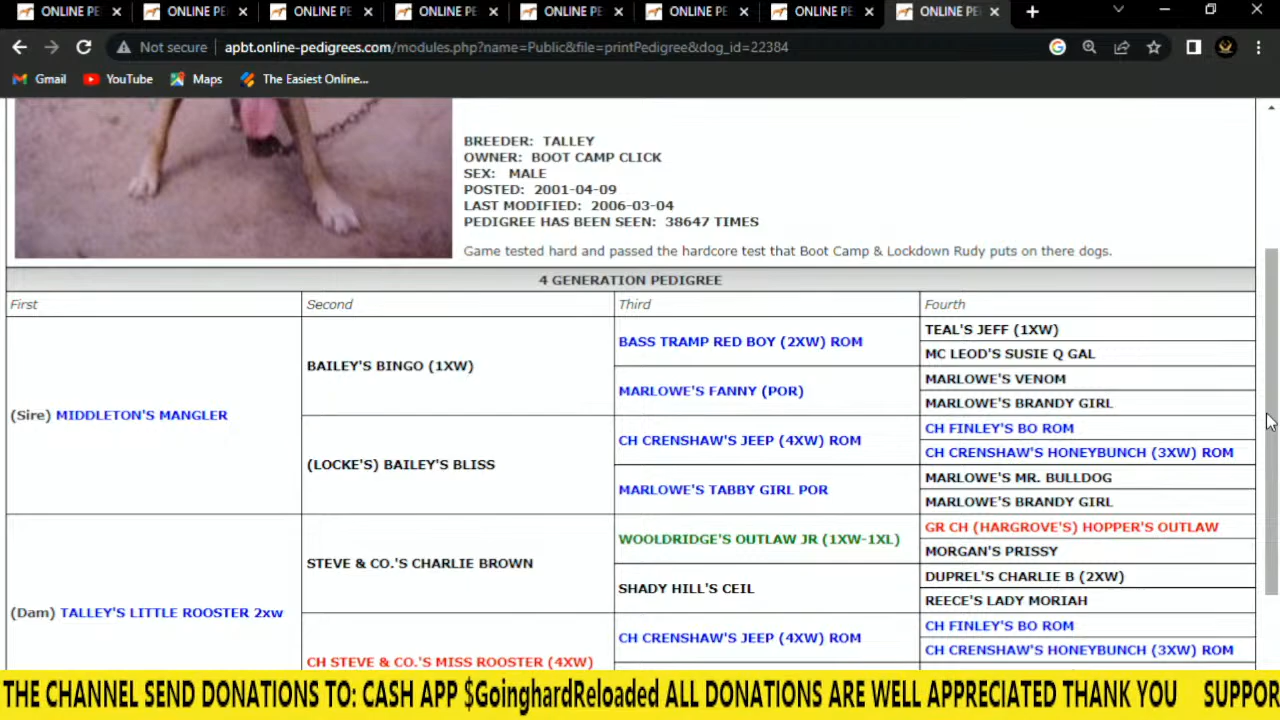 ONLINE PE ONLINE PE ONLINE PE ONLINE PE ONLINE PE ONLINE PE ONLINE PE ONLINE PE
Not secure apbt.online-pedigrees.com/modules.php?name=Public&file=printPedigree&dog_id=22384
Gmail YouTube Maps The Easiest Online...
BREEDER: TALLEY
OWNER: BOOT CAMP CLICK
SEX: MALE
POSTED: 2001-04-09
LAST MODIFIED: 2006-03-04
PEDIGREE HAS BEEN SEEN: 38647 TIMES
Game tested hard and passed the hardcore test that Boot Camp & Lockdown Rudy puts on there dogs.
4 GENERATION PEDIGREE
First Second Third Fourth
(Sire) MIDDLETON'S MANGLER
BAILEY'S BINGO (1XW)
BASS TRAMP RED BOY (2XW) ROM
TEAL'S JEFF (1XW)
MC LEOD'S SUSIE Q GAL
MARLOWE'S FANNY (POR)
MARLOWE'S VENOM
MARLOWE'S BRANDY GIRL
(LOCKE'S) BAILEY'S BLISS
CH CRENSHAW'S JEEP (4XW) ROM
CH FINLEY'S BO ROM
CH CRENSHAW'S HONEYBUNCH (3XW) ROM
MARLOWE'S TABBY GIRL POR
MARLOWE'S MR. BULLDOG
MARLOWE'S BRANDY GIRL
(Dam) TALLEY'S LITTLE ROOSTER 2xw
STEVE & CO.'S CHARLIE BROWN
WOOLDRIDGE'S OUTLAW JR (1XW-1XL)
GR CH (HARGROVE'S) HOPPER'S OUTLAW
MORGAN'S PRISSY
SHADY HILL'S CEIL
DUPREL'S CHARLIE B (2XW)
REECE'S LADY MORIAH
CH STEVE & CO.'S MISS ROOSTER (4XW)
CH CRENSHAW'S JEEP (4XW) ROM
CH FINLEY'S BO ROM
CH CRENSHAW'S HONEYBUNCH (3XW) ROM
THE CHANNEL SEND DONATIONS TO: CASH APP $GoinghardReloaded ALL DONATIONS ARE WELL APPRECIATED THANK YOU SUPPOR